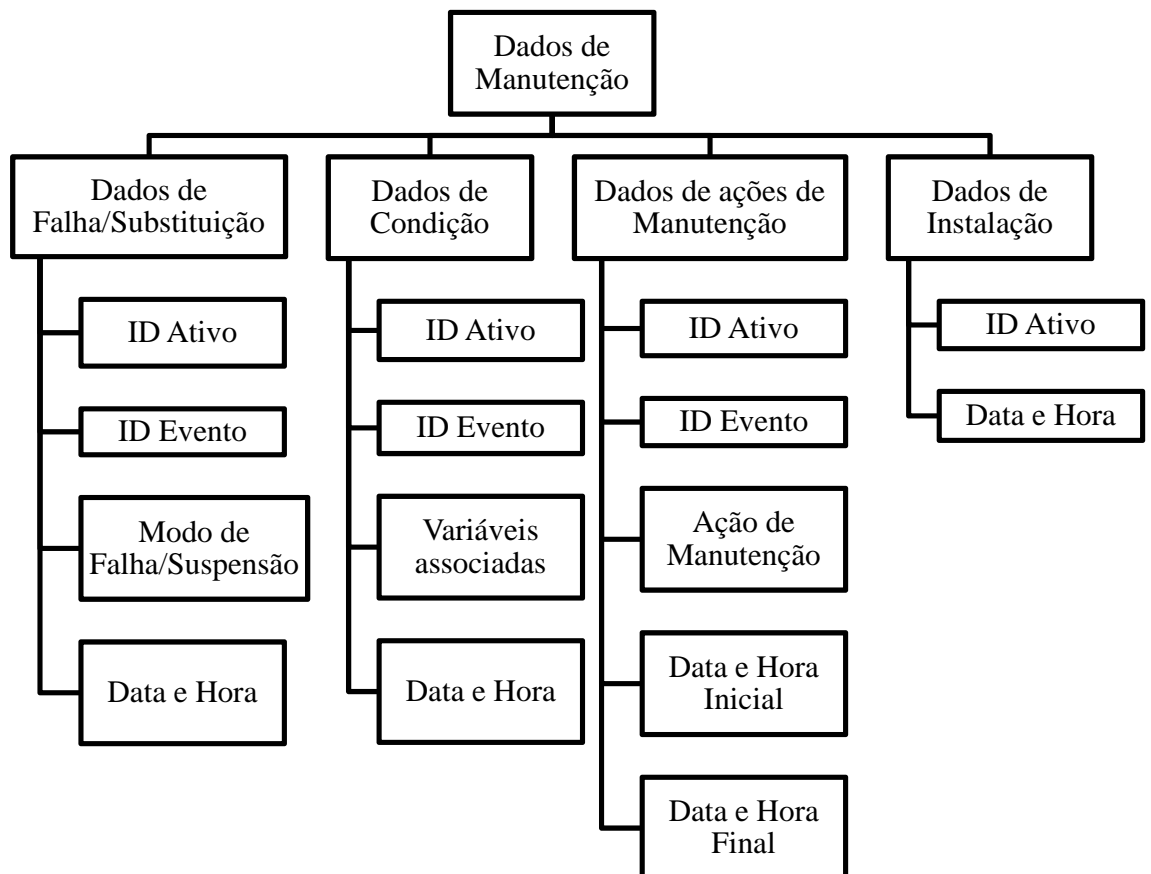 Dados de
Manutenção
Dados de
Falha/Substituição
ID Ativo
ID Evento
Modo de
Falha/Suspensão
Data e Hora
Dados de
Condição
ID Ativo
ID Evento
Variáveis
associadas
Data e Hora
Dados de ações de
Manutenção
ID Ativo
ID Evento
Ação de
Manutenção
Data e Hora
Inicial
Data e Hora
Final
Dados de
Instalação
ID Ativo
Data e Hora